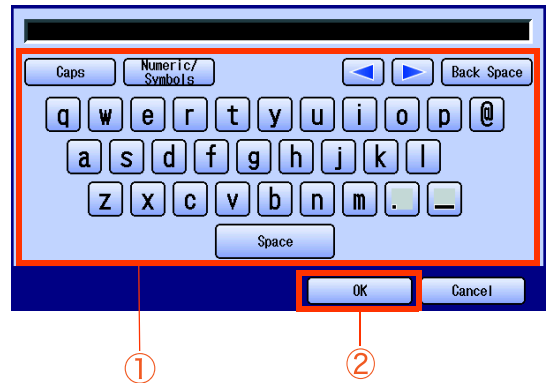 Caps Numeric/ Back Space
Symbols
q w e r t y u i o p @
a s d f g h j k l
z x c v b n m . _
Space
OK Cancel
① ②